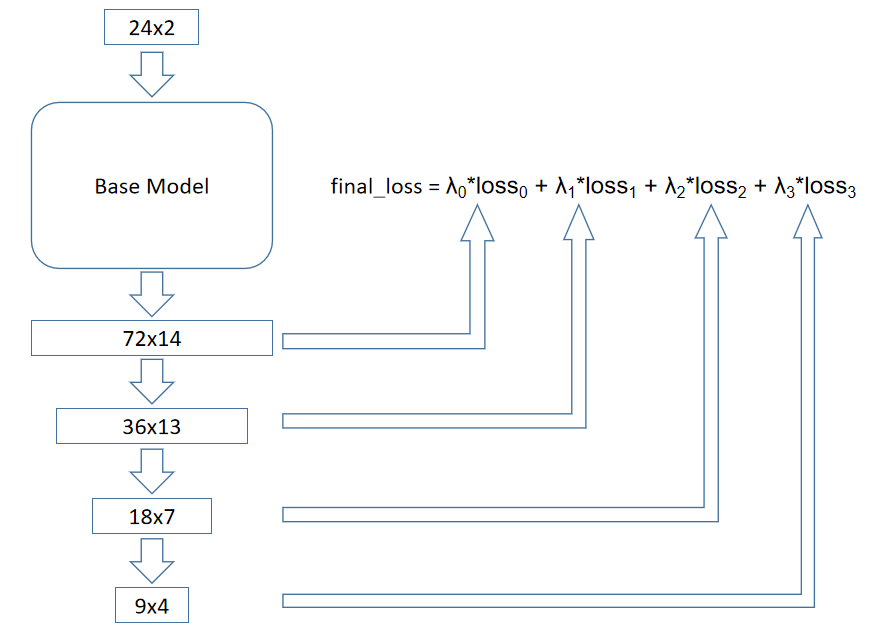 24x2
Base Model
final_loss = λ₀*loss₀ + λ₁*loss₁ + λ₂*loss₂ + λ₃*loss₃
72x14
36x13
18x7
9x4